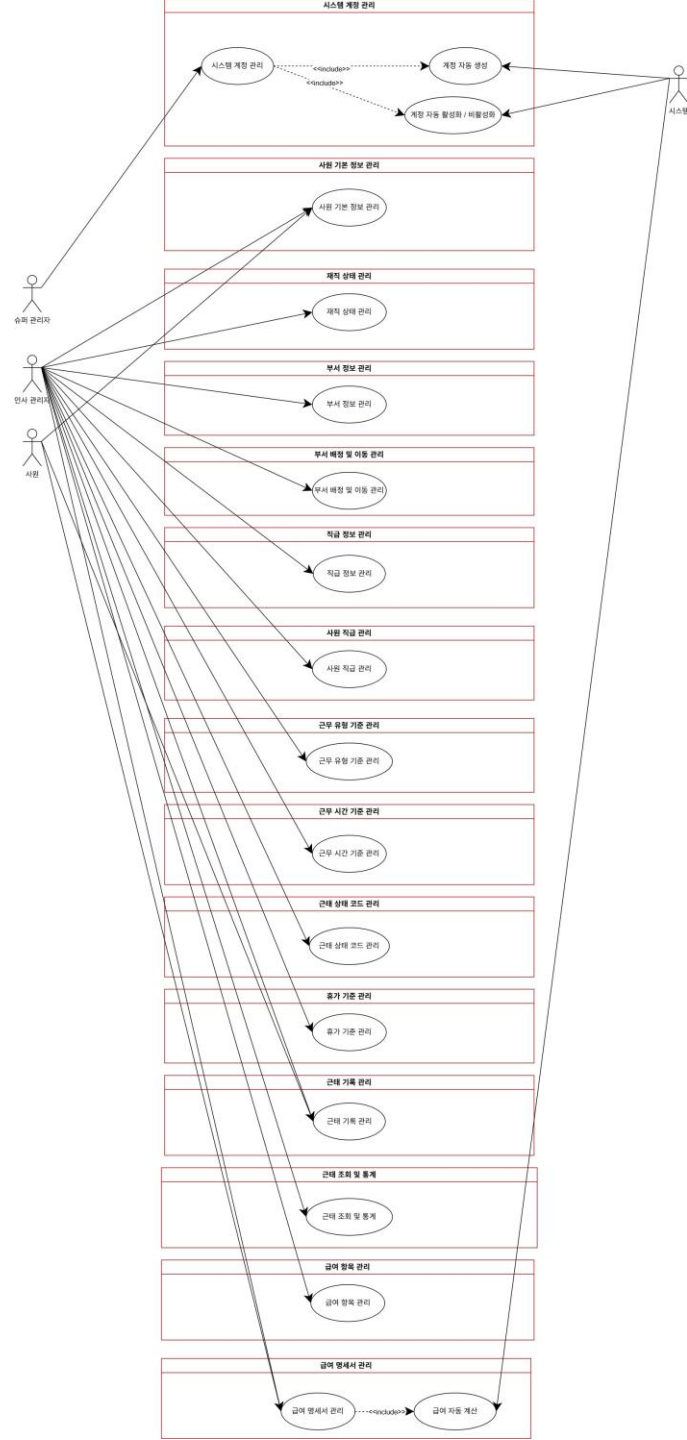 시스템 계정 관리
시스템 계정 관리
<<include>>
계정 자동 생성
<<include>>
계정 자동 활성화 / 비활성화
시스템
사원 기본 정보 관리
사원 기본 정보 관리
재직 상태 관리
재직 상태 관리
슈퍼 관리자
부서 정보 관리
부서 정보 관리
인사 관리자
부서 배정 및 이동 관리
사원
부서 배정 및 이동 관리
직급 정보 관리
직급 정보 관리
사원 직급 관리
사원 직급 관리
근무 유형 기준 관리
근무 유형 기준 관리
근무 시간 기준 관리
근무 시간 기준 관리
근태 상태 코드 관리
근태 상태 코드 관리
휴가 기준 관리
휴가 기준 관리
근태 기록 관리
근태 기록 관리
근태 조회 및 통계
근태 조회 및 통계
급여 항목 관리
급여 항목 관리
급여 명세서 관리
급여 명세서 관리
<<include>>
급여 자동 계산